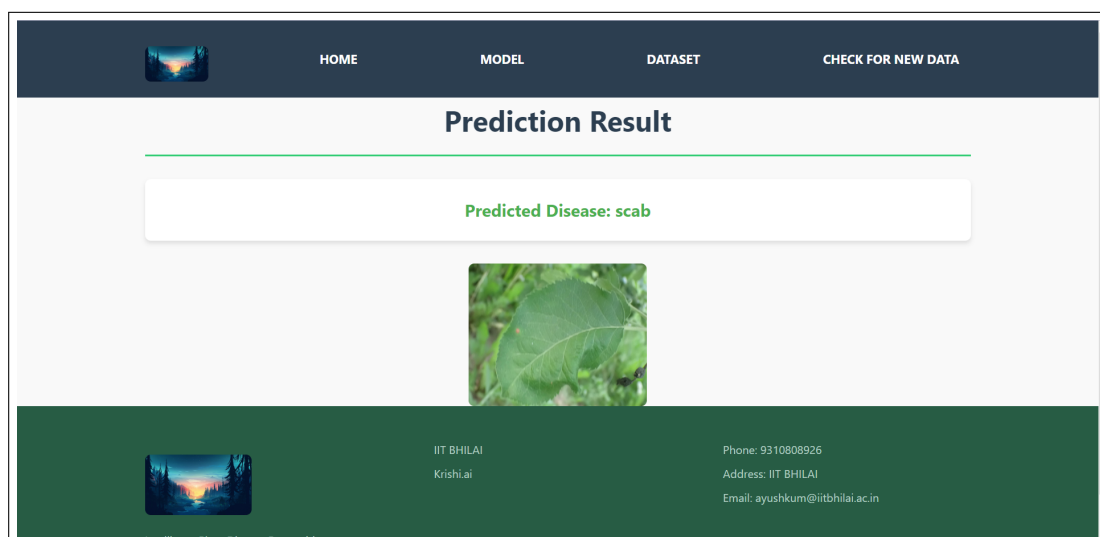 HOME MODEL DATASET CHECK FOR NEW DATA
Prediction Result
Predicted Disease: scab
IIT BHILAI
Krishi.ai
Phone: 9310808926
Address: IIT BHILAI
Email: ayushkum@iitbhilai.ac.in